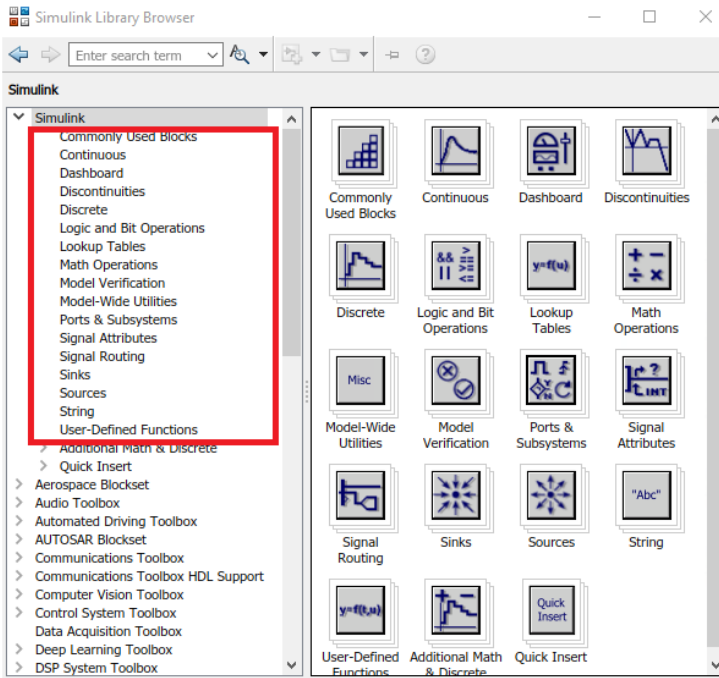 Simulink Library Browser
Enter search term
Simulink
Simulink
Commonly Used Blocks
Continuous
Dashboard
Discontinuities
Discrete
Logic and Bit Operations
Lookup Tables
Math Operations
Model Verification
Model-Wide Utilities
Ports & Subsystems
Signal Attributes
Signal Routing
Sinks
Sources
String
User-Defined Functions
Additional Math & Discrete
Quick Insert
Aerospace Blockset
Audio Toolbox
Automated Driving Toolbox
AUTOSAR Blockset
Communications Toolbox
Communications Toolbox HDL Support
Computer Vision Toolbox
Control System Toolbox
Data Acquisition Toolbox
Deep Learning Toolbox
DSP System Toolbox
Commonly
Used Blocks
Continuous
Dashboard
Discontinuities
&& >=
|| <=
y=f(u)
+ −
÷ ×
Discrete
Logic and Bit
Operations
Lookup
Tables
Math
Operations
Misc
Y
N
?
INT
Model-Wide
Utilities
Model
Verification
Ports &
Subsystems
Signal
Attributes
"Abc"
Signal
Routing
Sinks
Sources
String
y=f(t,u)
Quick
Insert
User-Defined
Functions
Additional Math
& Discrete
Quick Insert